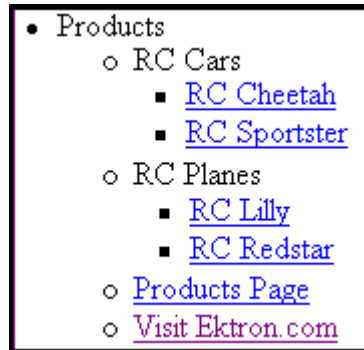 Products
RC Cars
RC Cheetah
RC Sportster
RC Planes
RC Lilly
RC Redstar
Products Page
Visit Ektron.com